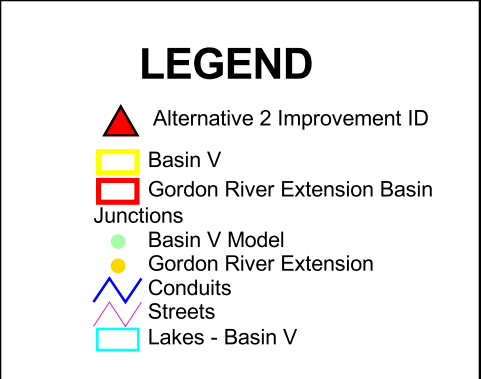 LEGEND
Alternative 2 Improvement ID
Basin V
Gordon River Extension Basin
Junctions
Basin V Model
Gordon River Extension
Conduits
Streets
Lakes - Basin V